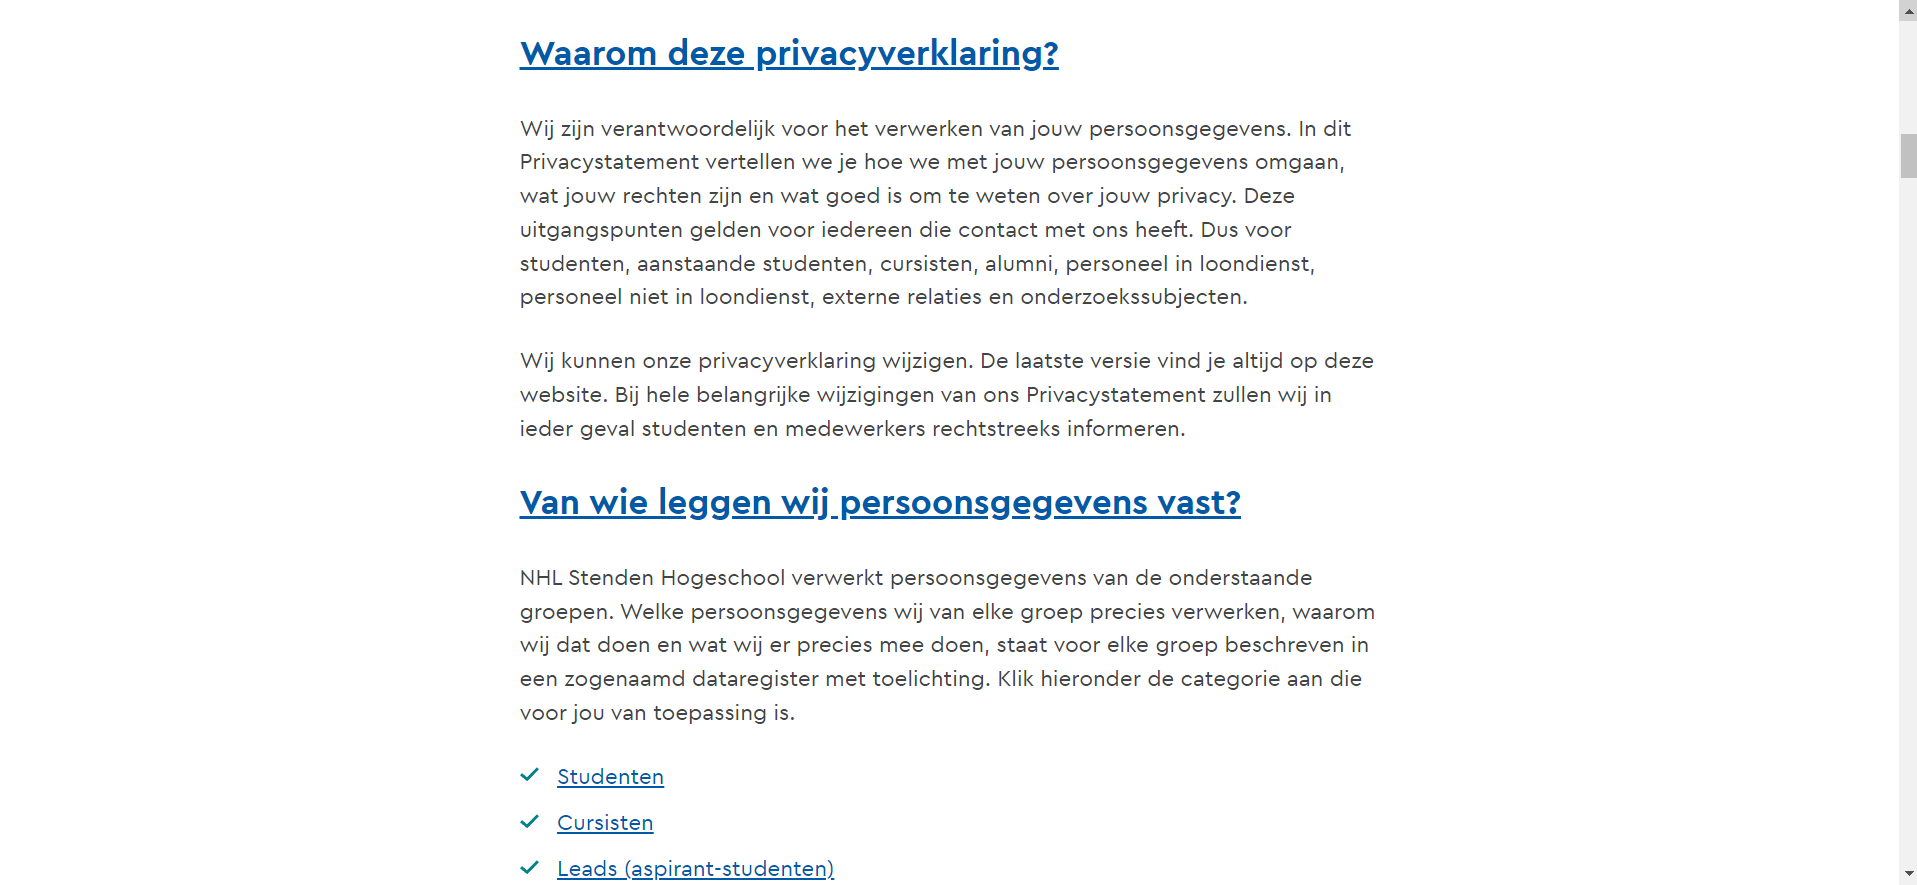 Waarom deze privacyverklaring?
Wij zijn verantwoordelijk voor het verwerken van jouw persoonsgegevens. In dit
Privacystatement vertellen we je hoe we met jouw persoonsgegevens omgaan,
wat jouw rechten zijn en wat goed is om te weten over jouw privacy. Deze
uitgangspunten gelden voor iedereen die contact met ons heeft. Dus voor
studenten, aanstaande studenten, cursisten, alumni, personeel in loondienst,
personeel niet in loondienst, externe relaties en onderzoekssubjecten.
Wij kunnen onze privacyverklaring wijzigen. De laatste versie vind je altijd op deze
website. Bij hele belangrijke wijzigingen van ons Privacystatement zullen wij in
ieder geval studenten en medewerkers rechtstreeks informeren.
Van wie leggen wij persoonsgegevens vast?
NHL Stenden Hogeschool verwerkt persoonsgegevens van de onderstaande
groepen. Welke persoonsgegevens wij van elke groep precies verwerken, waarom
wij dat doen en wat wij er precies mee doen, staat voor elke groep beschreven in
een zogenaamd dataregister met toelichting. Klik hieronder de categorie aan die
voor jou van toepassing is.
Studenten
Cursisten
Leads (aspirant-studenten)